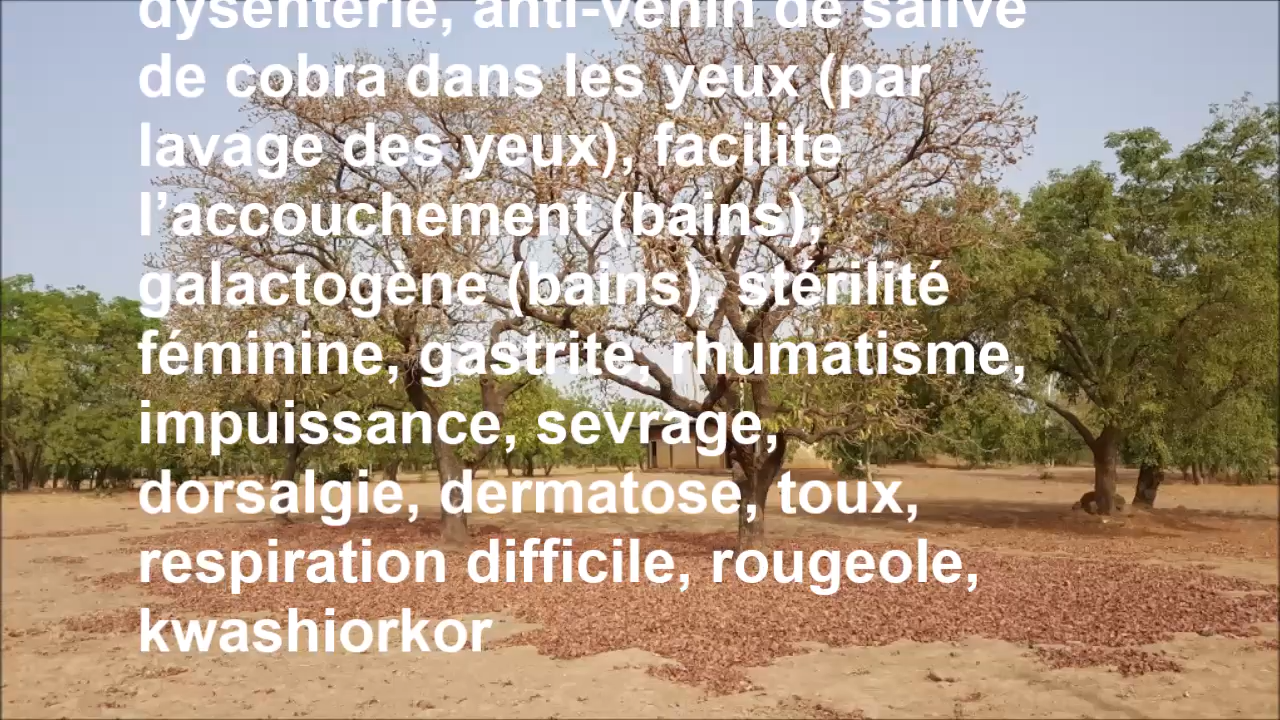 dysenterie, anti-venin de salive
de cobra dans les yeux (par
lavage des yeux), facilite
l’accouchement (bains),
galactogène (bains), stérilité
féminine, gastrite, rhumatisme,
impuissance, sevrage,
dorsalgie, dermatose, toux,
respiration difficile, rougeole,
kwashiorkor